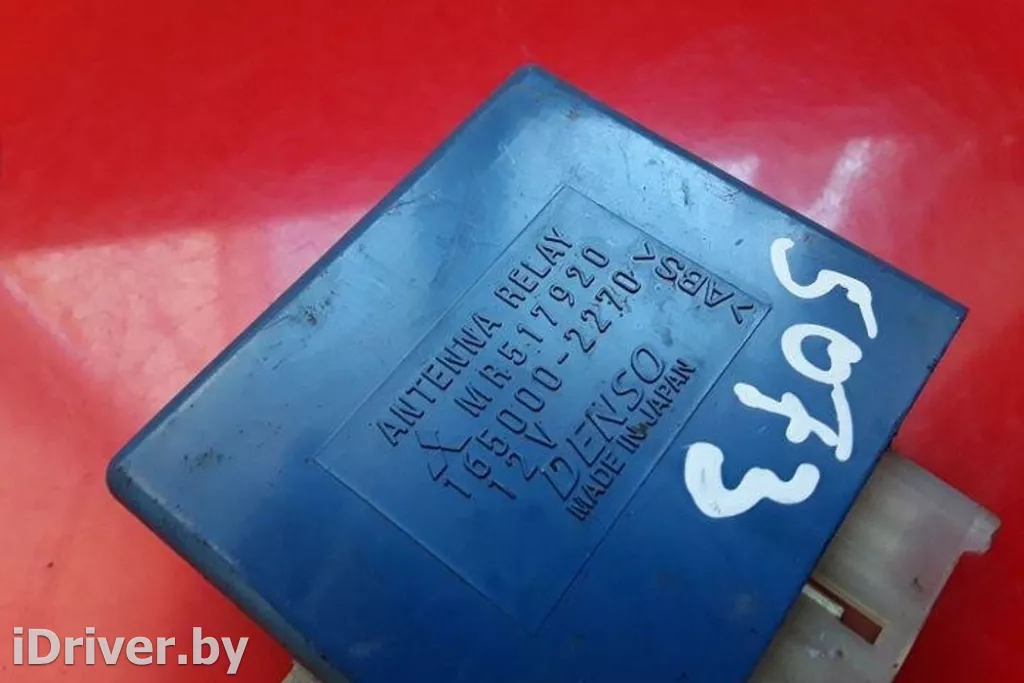 ANTENNA RELAY
MR517920
165000-2270
12V
>ABS<
DENSO
MADE IN JAPAN
5073
iDriver.by